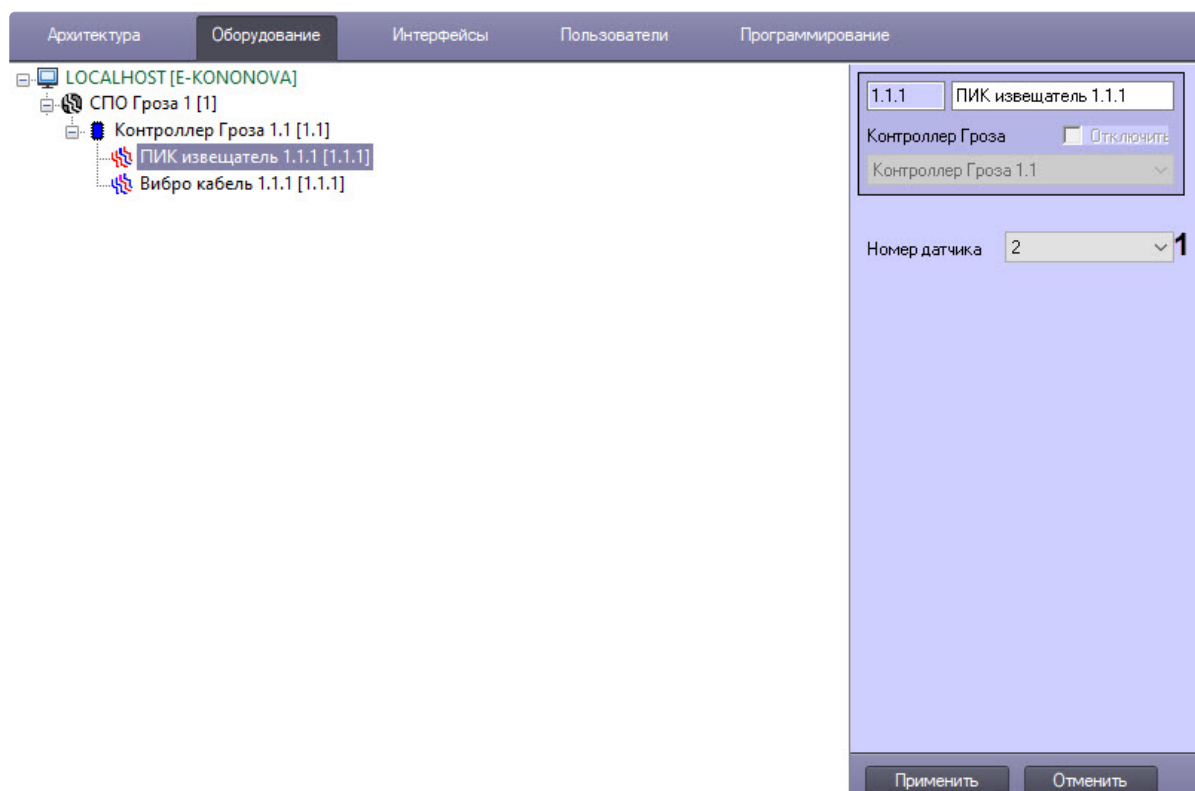 Архитектура Оборудование Интерфейсы Пользователи Программирование
LOCALHOST [E-KONONOVA]
СПО Гроза 1 [1]
Контроллер Гроза 1.1 [1.1]
ПИК извещатель 1.1.1 [1.1.1]
Вибро кабель 1.1.1 [1.1.1]
1.1.1 ПИК извещатель 1.1.1
Контроллер Гроза Отключить
Контроллер Гроза 1.1
Номер датчика 2 1
Применить Отменить